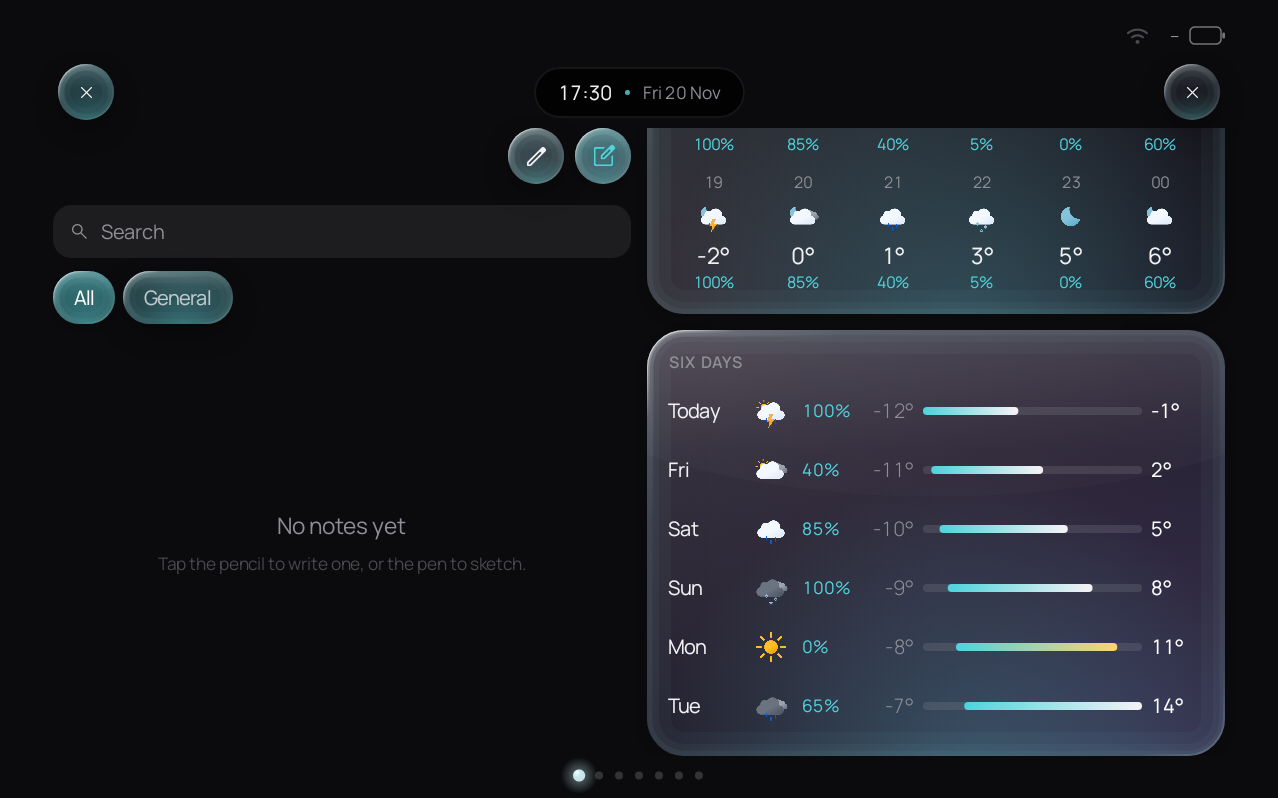 –
17:30 • Fri 20 Nov
Search
All
General
No notes yet
Tap the pencil to write one, or the pen to sketch.
100% 85% 40% 5% 0% 60%
19 20 21 22 23 00
-2° 0° 1° 3° 5° 6°
100% 85% 40% 5% 0% 60%
SIX DAYS
Today 100% -12° -1°
Fri 40% -11° 2°
Sat 85% -10° 5°
Sun 100% -9° 8°
Mon 0% -8° 11°
Tue 65% -7° 14°